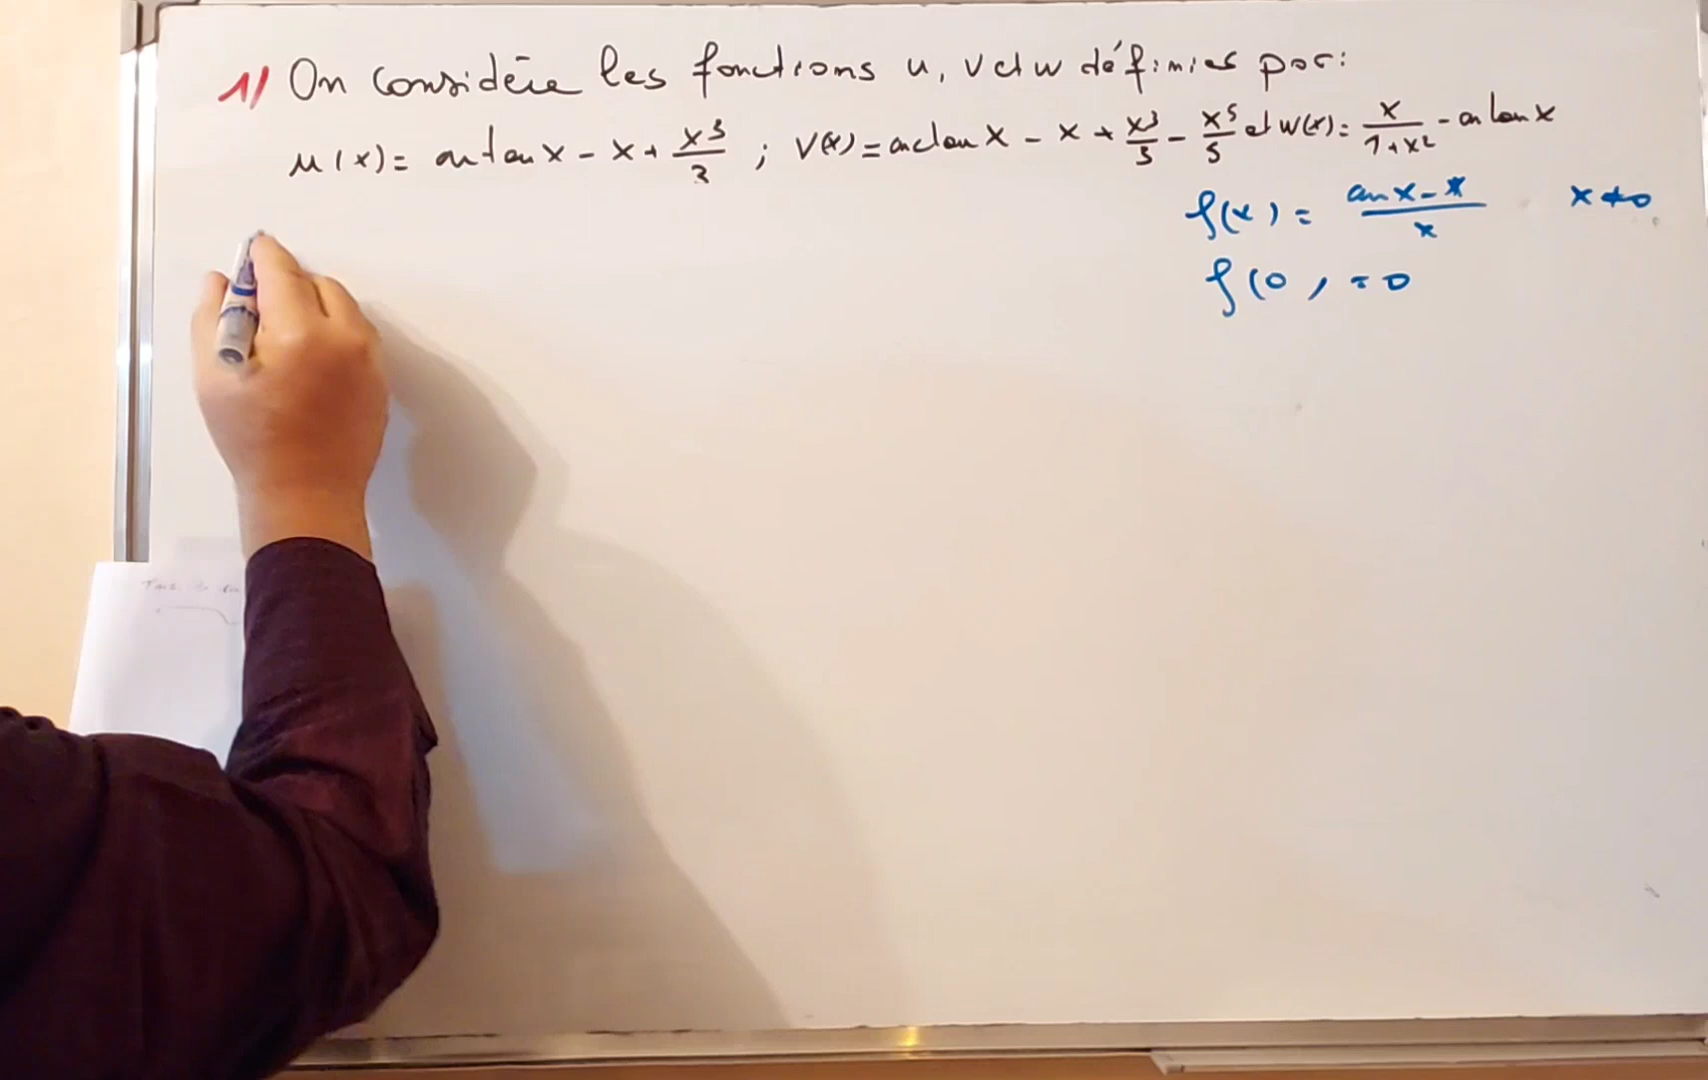 1/ On considère les fonctions u, v et w définies par:
u(x) = arctan x - x + x³/3 ; v(x) = arctan x - x + x³/3 - x⁵/5 et w(x) = x/(1+x²) - arctan x
f(x) = (arc x - x)/x x≠0
f(0) = 0